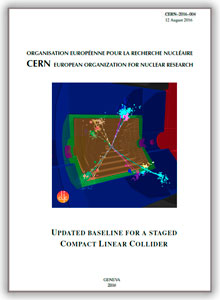 CERN–2016–004
12 August 2016
ORGANISATION EUROPÉENNE POUR LA RECHERCHE NUCLÉAIRE
CERN EUROPEAN ORGANIZATION FOR NUCLEAR RESEARCH
UPDATED BASELINE FOR A STAGED
COMPACT LINEAR COLLIDER
GENEVA
2016